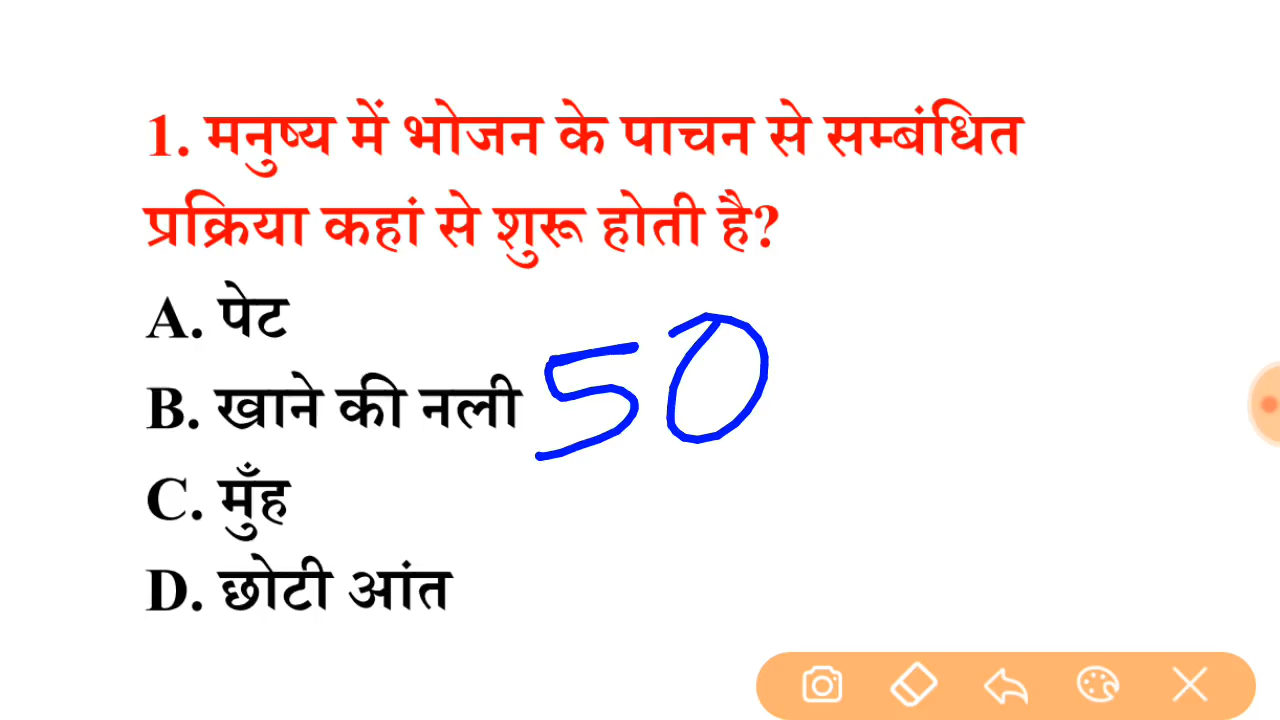 1. मनुष्य में भोजन के पाचन से सम्बंधित
प्रक्रिया कहां से शुरू होती है?
A. पेट
B. खाने की नली
50
C. मुँह
D. छोटी आंत